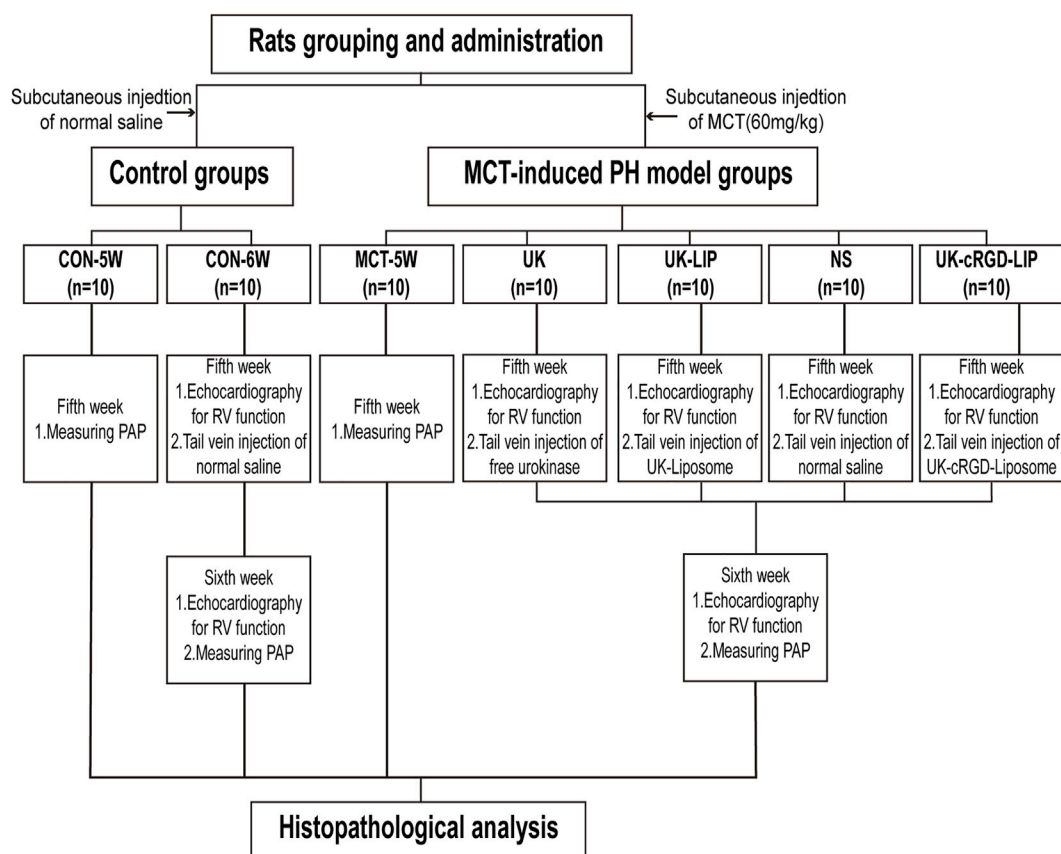 Rats grouping and administration
Subcutaneous injedtion
of normal saline
Subcutaneous injedtion
of MCT(60mg/kg)
Control groups
MCT-induced PH model groups
CON-5W
(n=10)
CON-6W
(n=10)
MCT-5W
(n=10)
UK
(n=10)
UK-LIP
(n=10)
NS
(n=10)
UK-cRGD-LIP
(n=10)
Fifth week
1.Measuring PAP
Fifth week
1.Echocardiography
for RV function
2.Tail vein injection of
normal saline
Fifth week
1.Measuring PAP
Fifth week
1.Echocardiography
for RV function
2.Tail vein injection of
free urokinase
Fifth week
1.Echocardiography
for RV function
2.Tail vein injection of
UK-Liposome
Fifth week
1.Echocardiography
for RV function
2.Tail vein injection of
normal saline
Fifth week
1.Echocardiography
for RV function
2.Tail vein injection of
UK-cRGD-Liposome
Sixth week
1.Echocardiography
for RV function
2.Measuring PAP
Sixth week
1.Echocardiography
for RV function
2.Measuring PAP
Histopathological analysis